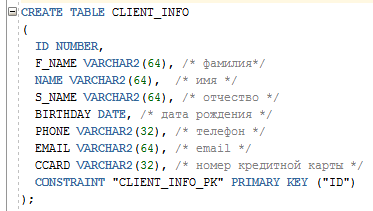 CREATE TABLE CLIENT_INFO
(
ID NUMBER,
F_NAME VARCHAR2(64), /* фамилия*/
NAME VARCHAR2(64), /* имя */
S_NAME VARCHAR2(64), /* отчество */
BIRTHDAY DATE, /* дата рождения */
PHONE VARCHAR2(32), /* телефон */
EMAIL VARCHAR2(64), /* email */
CCARD VARCHAR2(32), /* номер кредитной карты */
CONSTRAINT "CLIENT_INFO_PK" PRIMARY KEY ("ID")
);